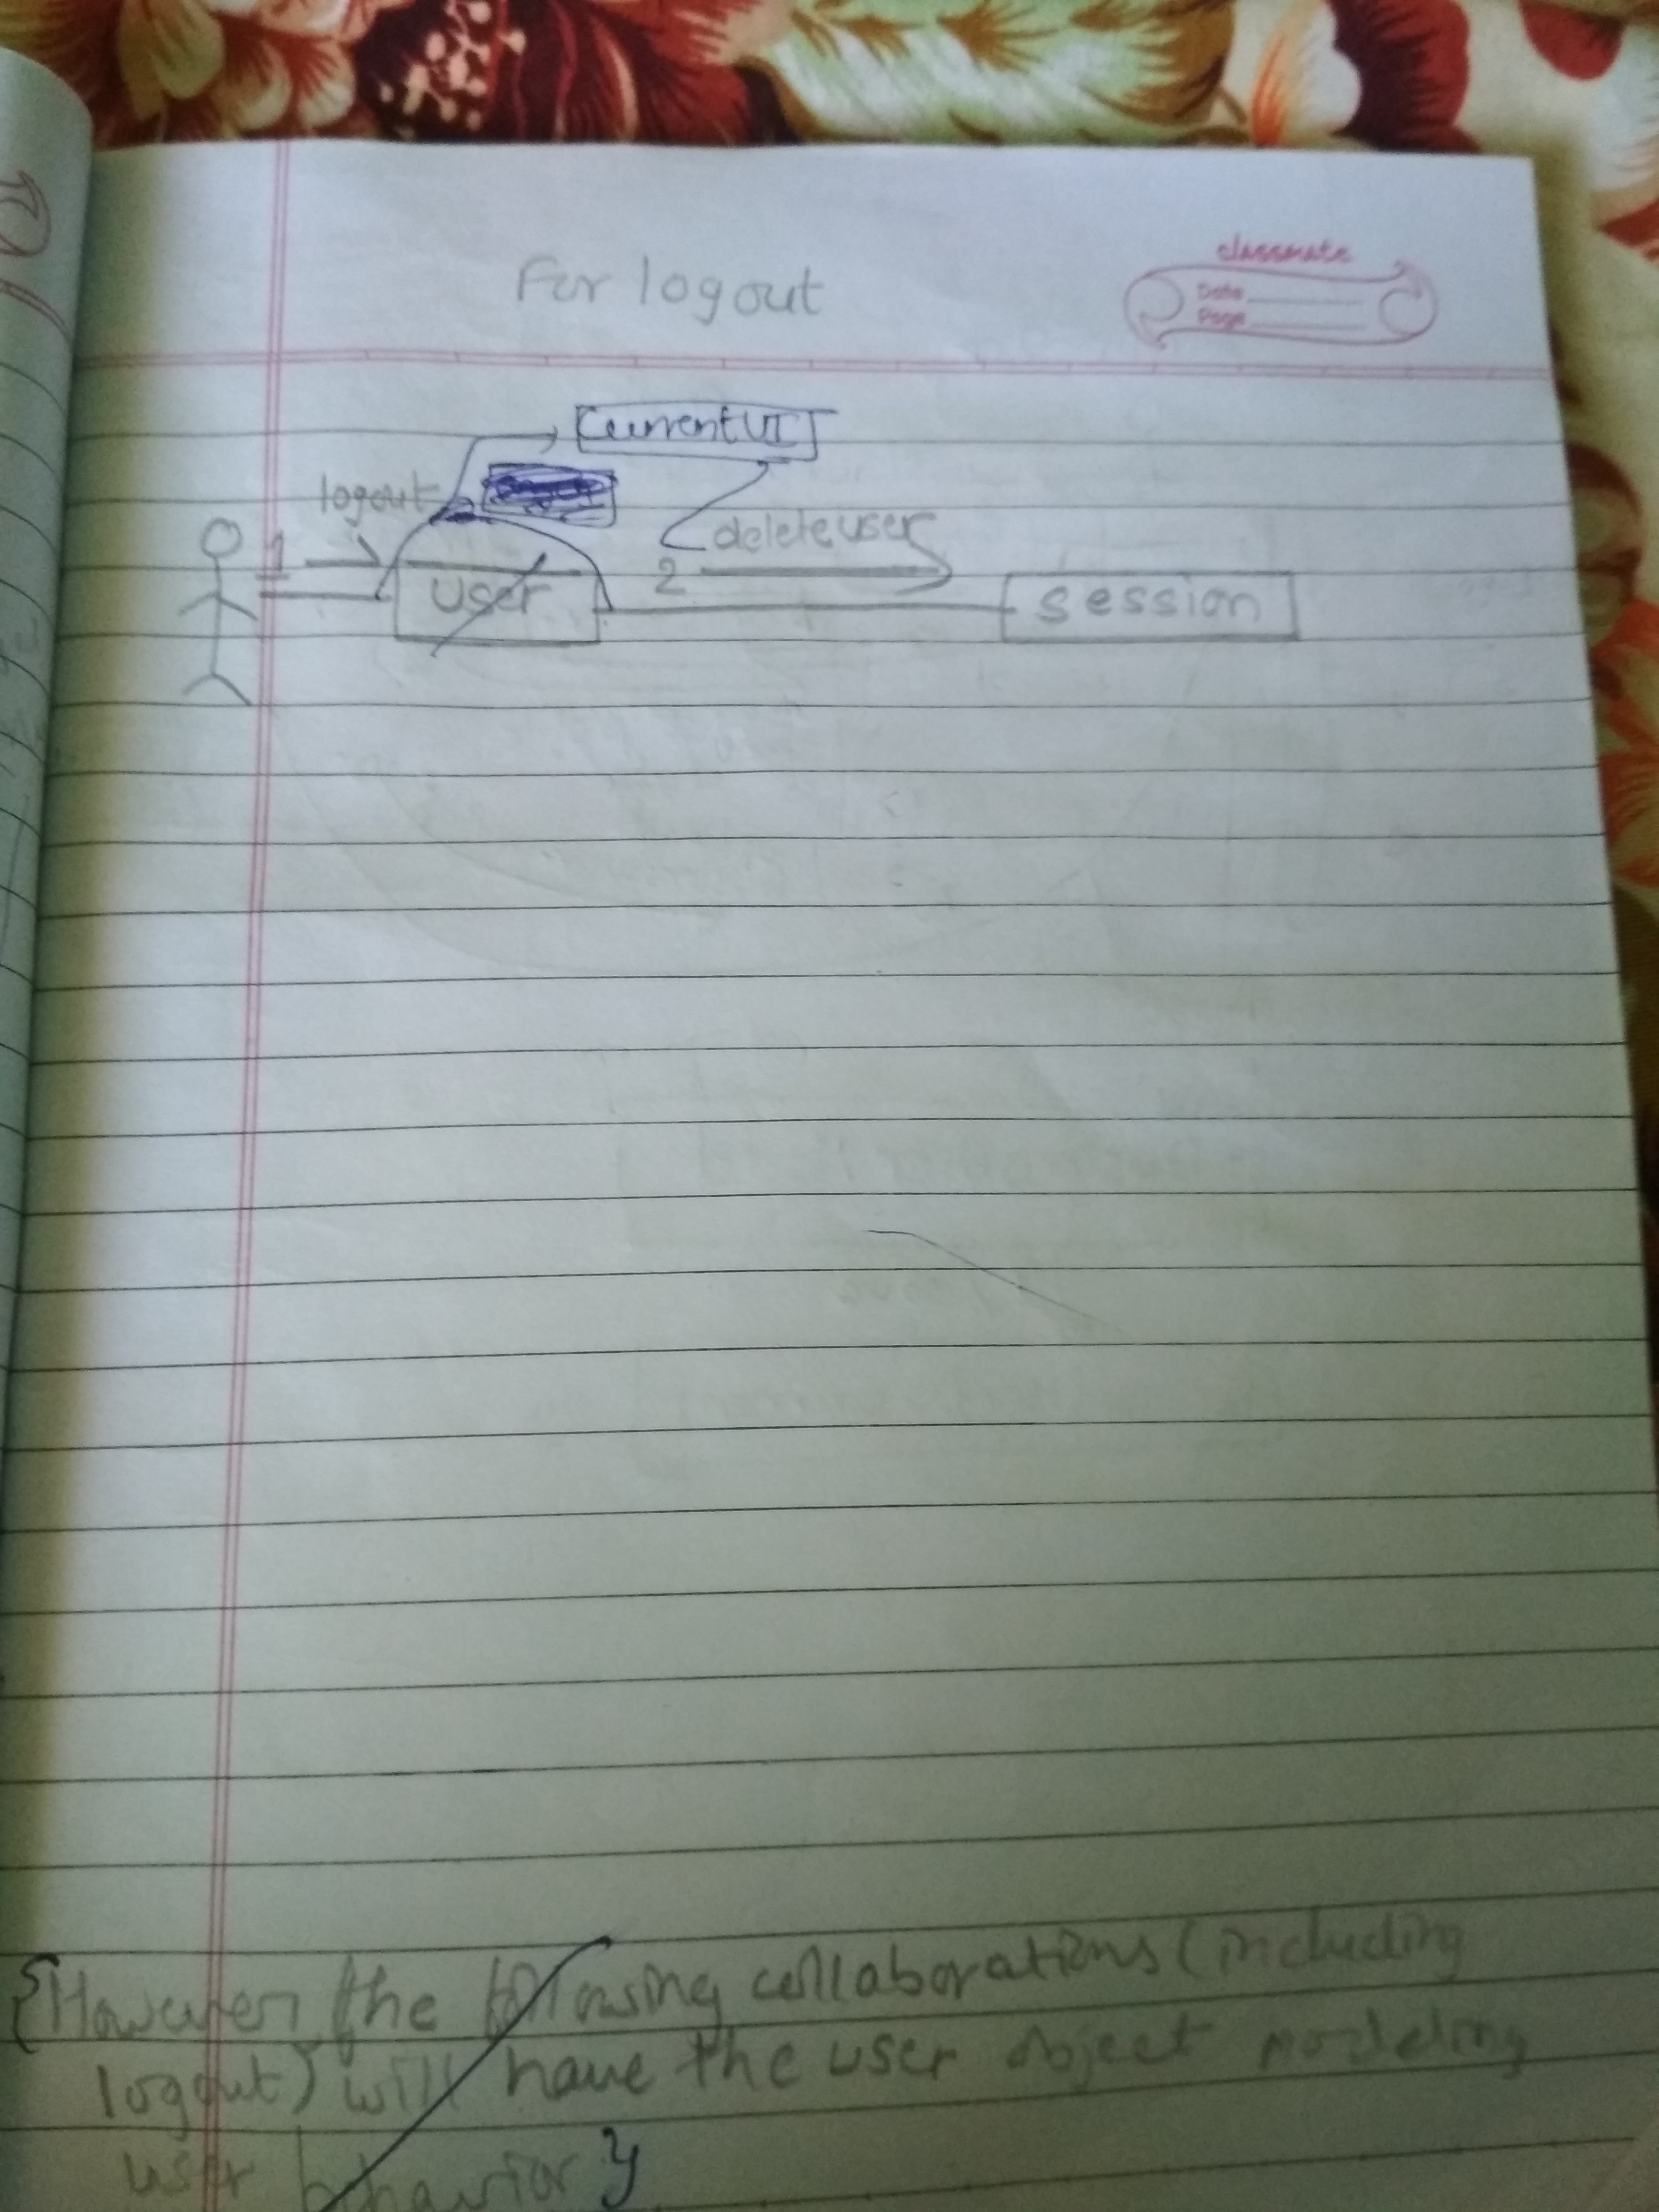 classmate
Date
Page
For logout
CurrentUI
logout
deleteuser
1
2
user
session
{However, the following collaborations (including
logout) will have the user object modeling
user behavior}